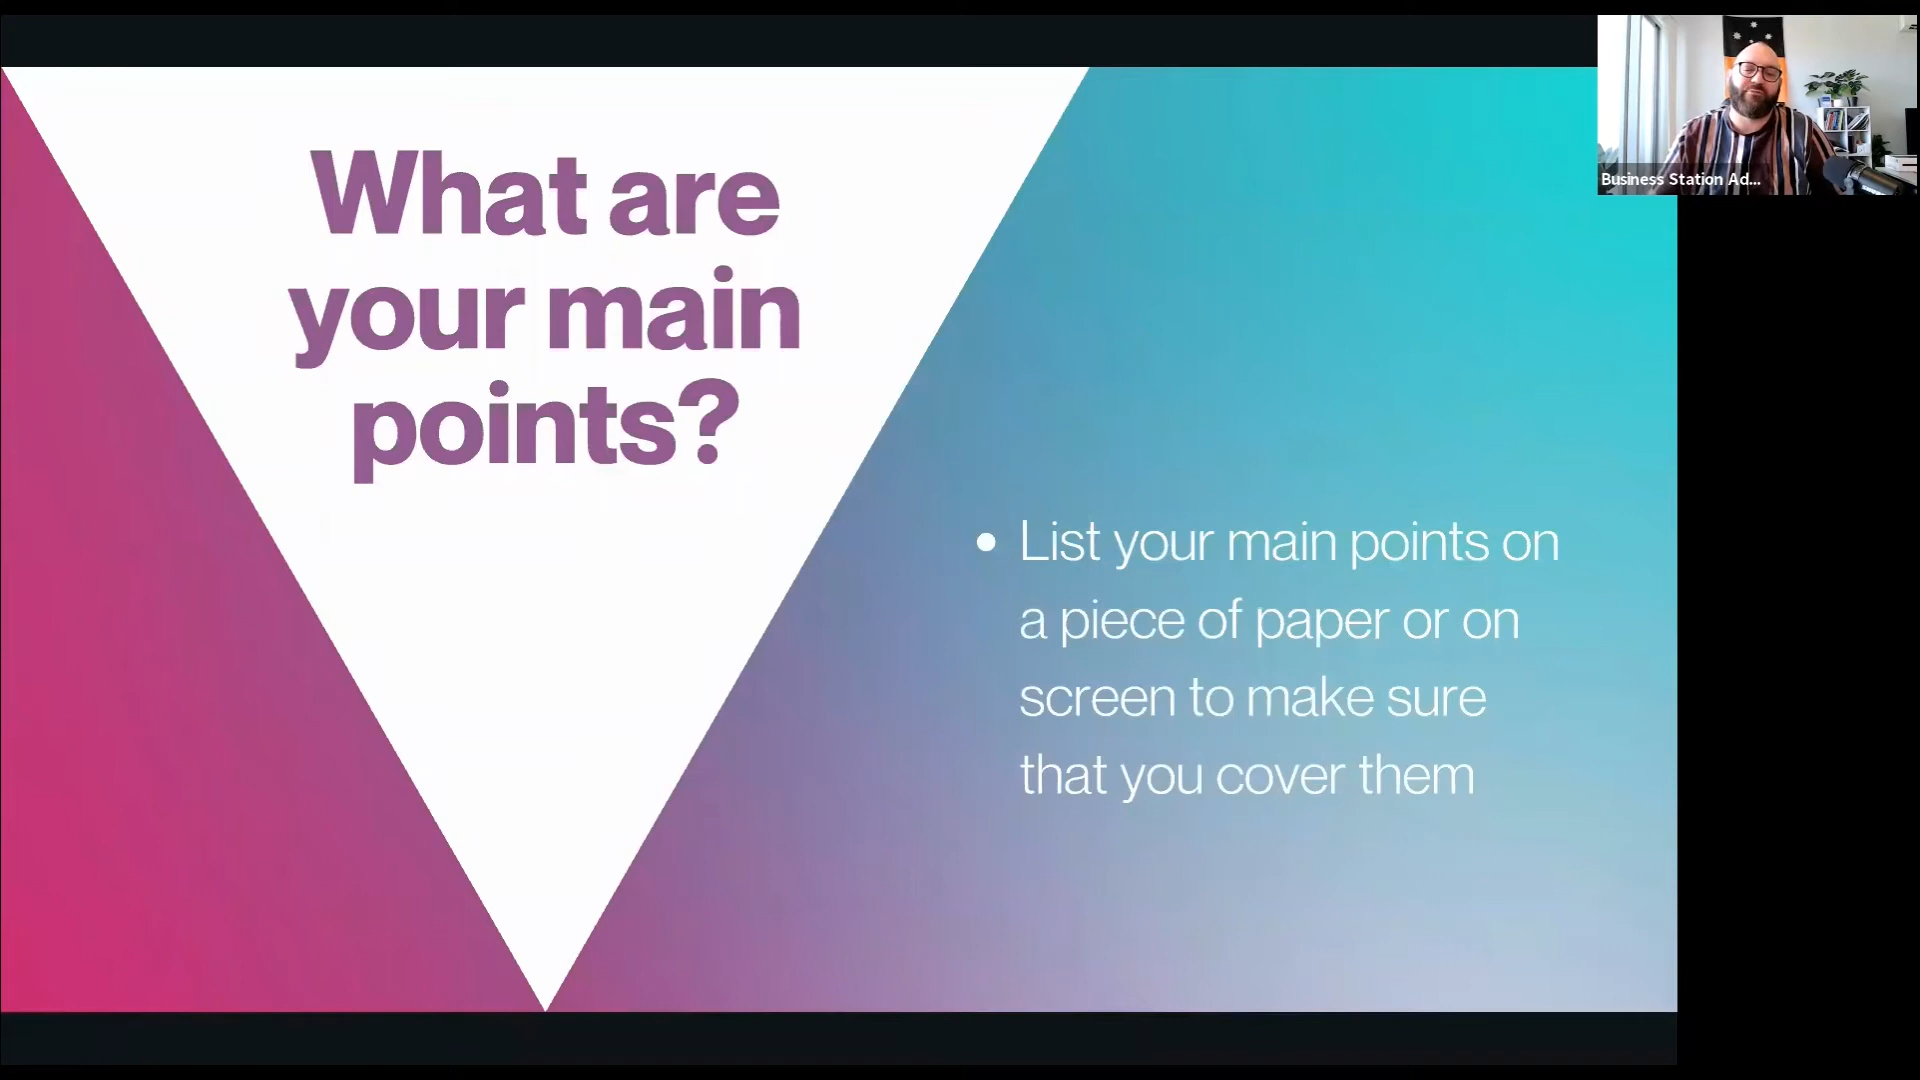 What are
your main
points?
• List your main points on
a piece of paper or on
screen to make sure
that you cover them
Business Station Ad...